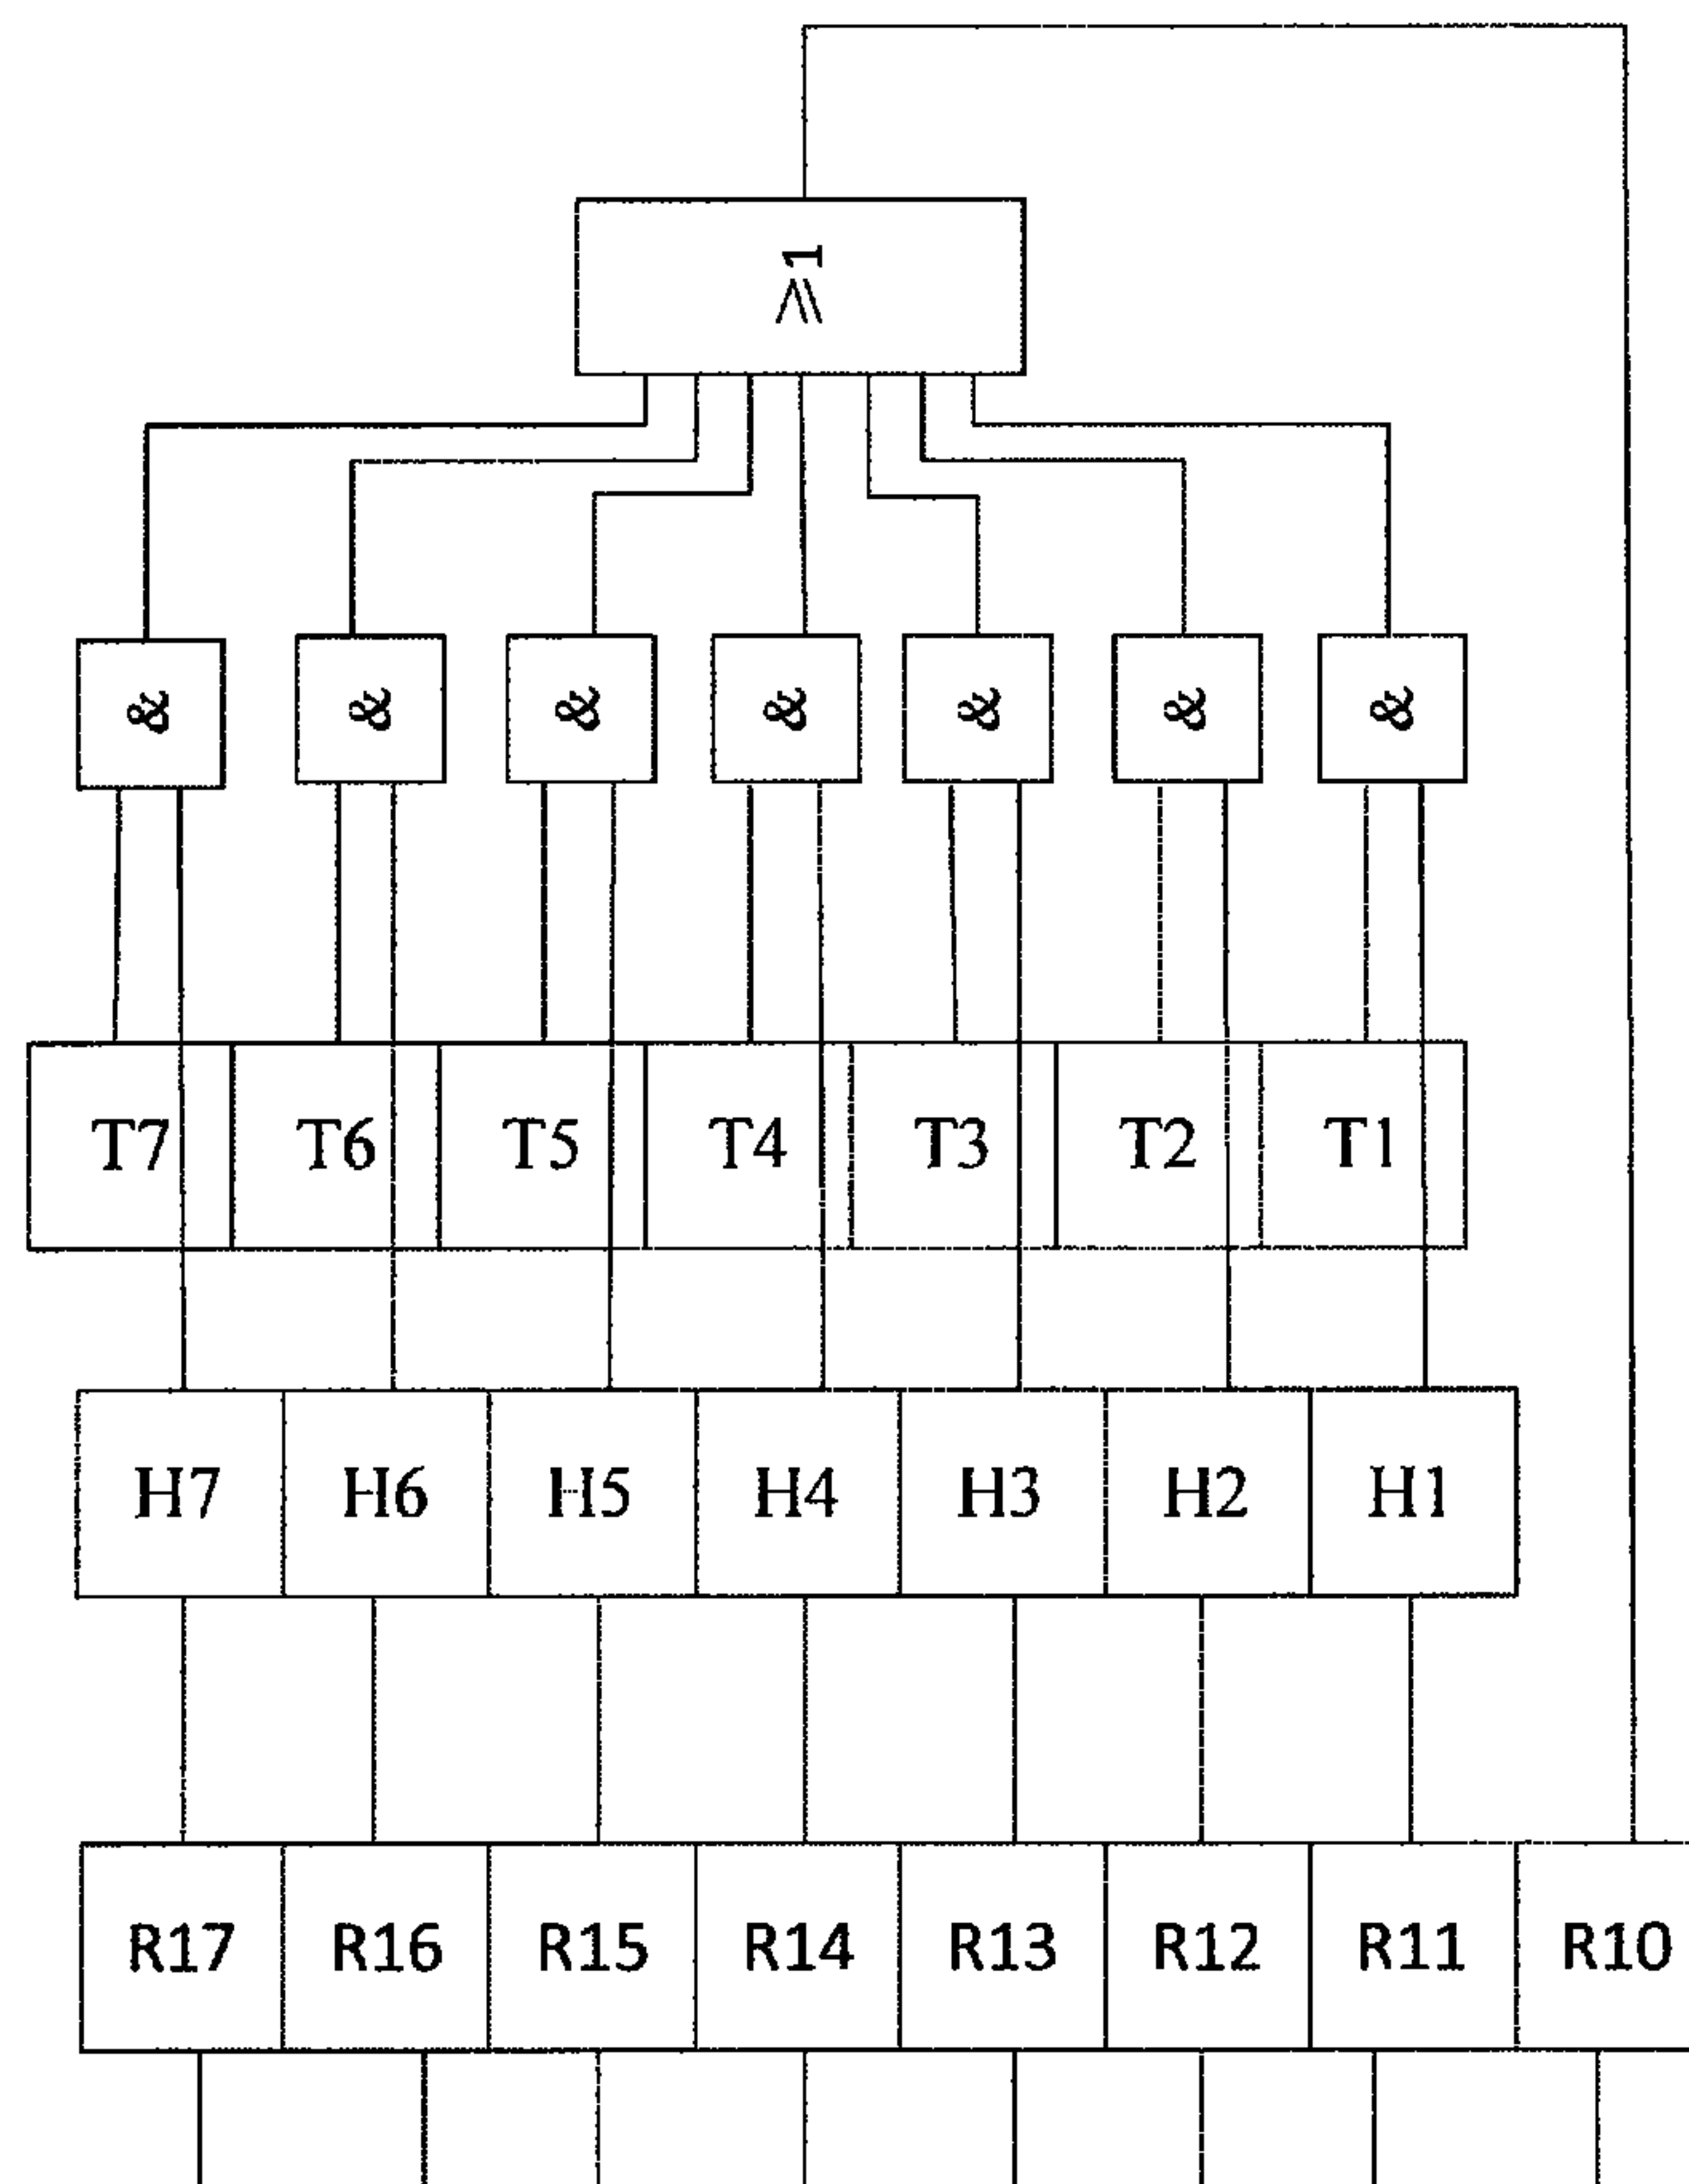 ≥1
& & & & & & &
T7 T6 T5 T4 T3 T2 T1
H7 H6 H5 H4 H3 H2 H1
R17 R16 R15 R14 R13 R12 R11 R10